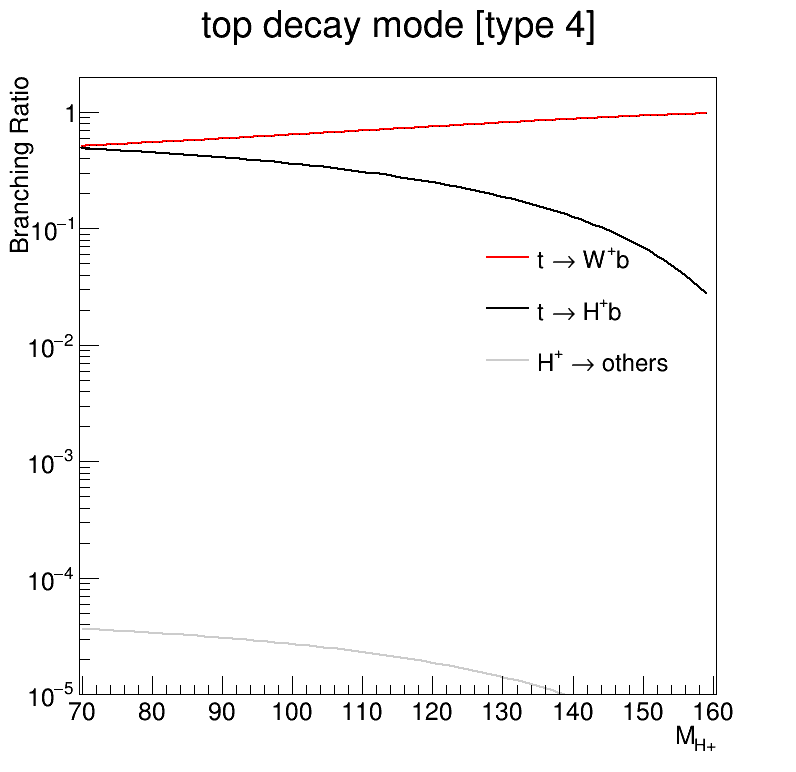 top decay mode [type 4]
Branching Ratio
1
10⁻¹
10⁻²
10⁻³
10⁻⁴
10⁻⁵
t → W⁺b
t → H⁺b
H⁺ → others
70 80 90 100 110 120 130 140 150 160
M_H+